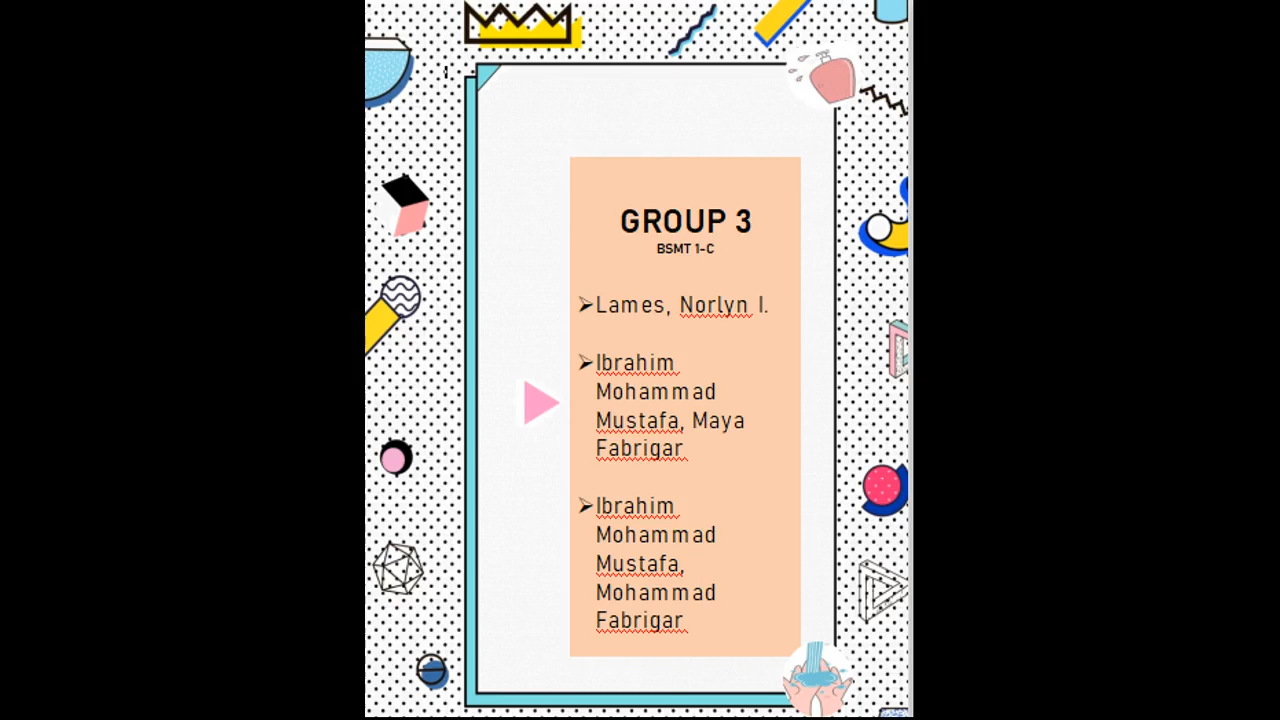 GROUP 3
BSMT 1-C
➢Lames, Norlyn I.
➢Ibrahim
Mohammad
Mustafa, Maya
Fabrigar
➢Ibrahim
Mohammad
Mustafa,
Mohammad
Fabrigar